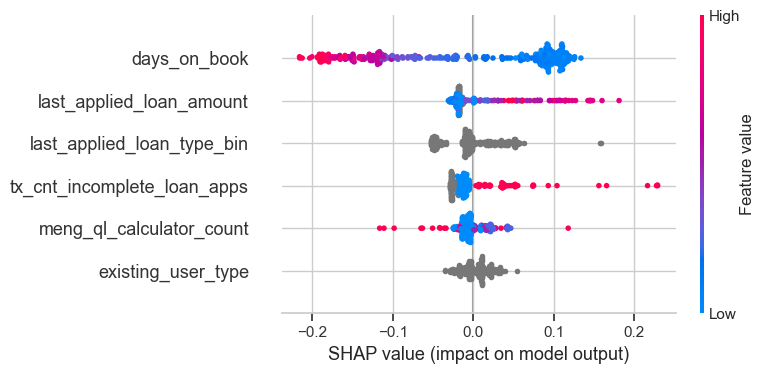 High
days_on_book
last_applied_loan_amount
last_applied_loan_type_bin
tx_cnt_incomplete_loan_apps
meng_ql_calculator_count
existing_user_type
Feature value
Low
−0.2 −0.1 0.0 0.1 0.2
SHAP value (impact on model output)